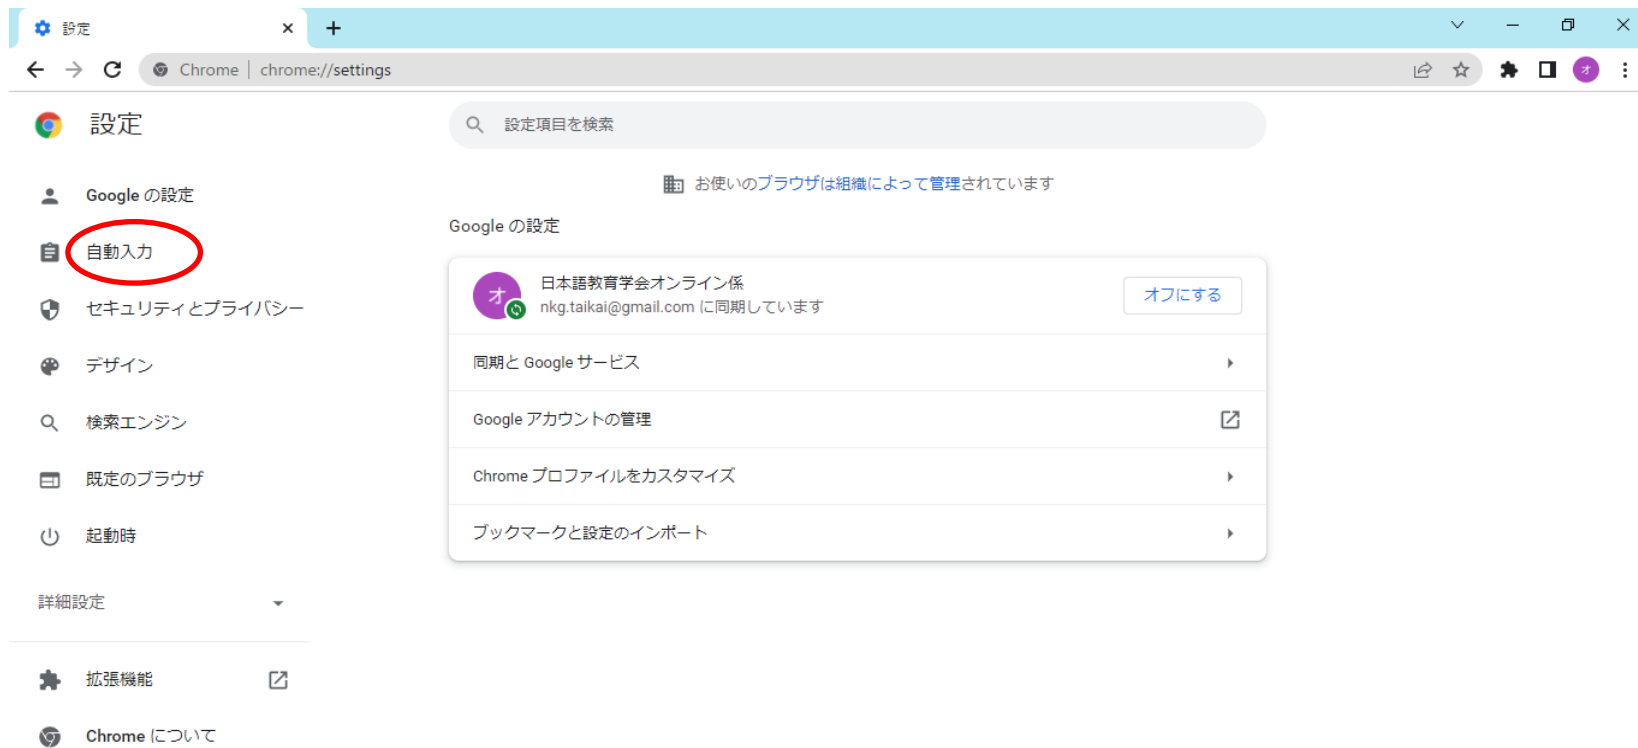 設定
Chrome | chrome://settings
オ
設定
設定項目を検索
お使いのブラウザは組織によって管理されています
Google の設定
自動入力
セキュリティとプライバシー
デザイン
検索エンジン
既定のブラウザ
起動時
詳細設定
拡張機能
Chrome について
Google の設定
オ
日本語教育学会オンライン係
nkg.taikai@gmail.com に同期しています
オフにする
同期と Google サービス
Google アカウントの管理
Chrome プロファイルをカスタマイズ
ブックマークと設定のインポート